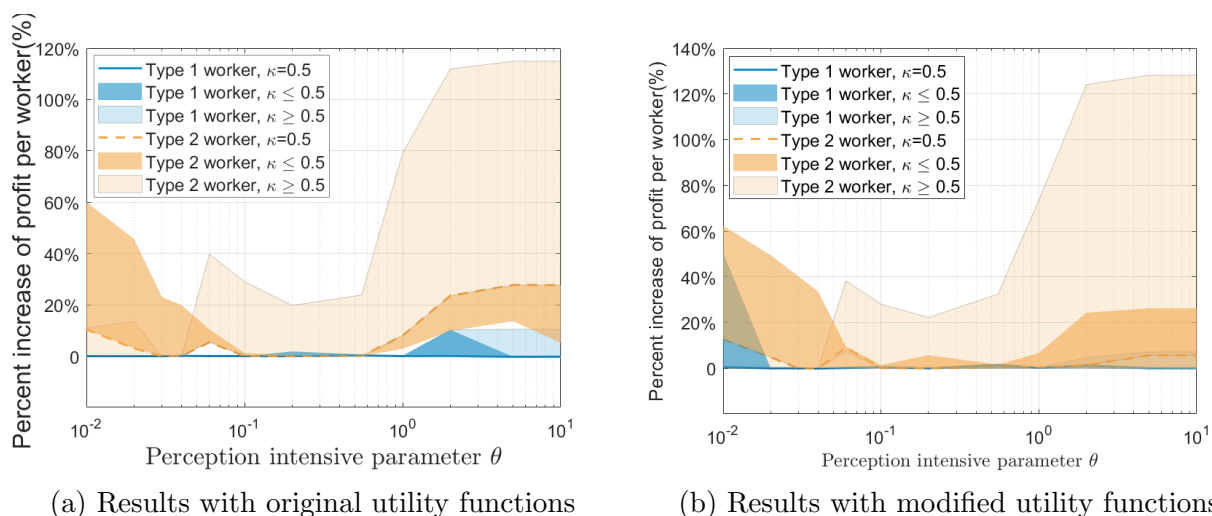 Percent increase of profit per worker(%)
120%
100%
80%
60%
40%
20%
0
Type 1 worker, κ=0.5
Type 1 worker, κ ≤ 0.5
Type 1 worker, κ ≥ 0.5
Type 2 worker, κ=0.5
Type 2 worker, κ ≤ 0.5
Type 2 worker, κ ≥ 0.5
10^-2 10^-1 10^0 10^1
Perception intensive parameter θ
(a) Results with original utility functions
Percent increase of profit per worker(%)
140%
120%
100%
80%
60%
40%
20%
0
Type 1 worker, κ=0.5
Type 1 worker, κ ≤ 0.5
Type 1 worker, κ ≥ 0.5
Type 2 worker, κ=0.5
Type 2 worker, κ ≤ 0.5
Type 2 worker, κ ≥ 0.5
10^-2 10^-1 10^0 10^1
Perception intensive parameter θ
(b) Results with modified utility functions